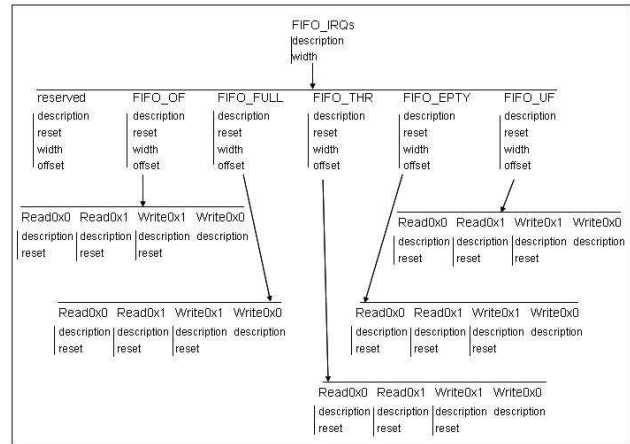 FIFO_IRQs
description
width
reserved FIFO_OF FIFO_FULL FIFO_THR FIFO_EPTY FIFO_UF
description description description description description description
reset reset reset reset reset reset
width width width width width width
offset offset offset offset offset offset
Read0x0 Read0x1 Write0x1 Write0x0
description description description description
reset reset reset
Read0x0 Read0x1 Write0x1 Write0x0
description description description description
reset reset reset
Read0x0 Read0x1 Write0x1 Write0x0
description description description description
reset reset reset
Read0x0 Read0x1 Write0x1 Write0x0
description description description description
reset reset reset
Read0x0 Read0x1 Write0x1 Write0x0
description description description description
reset reset reset